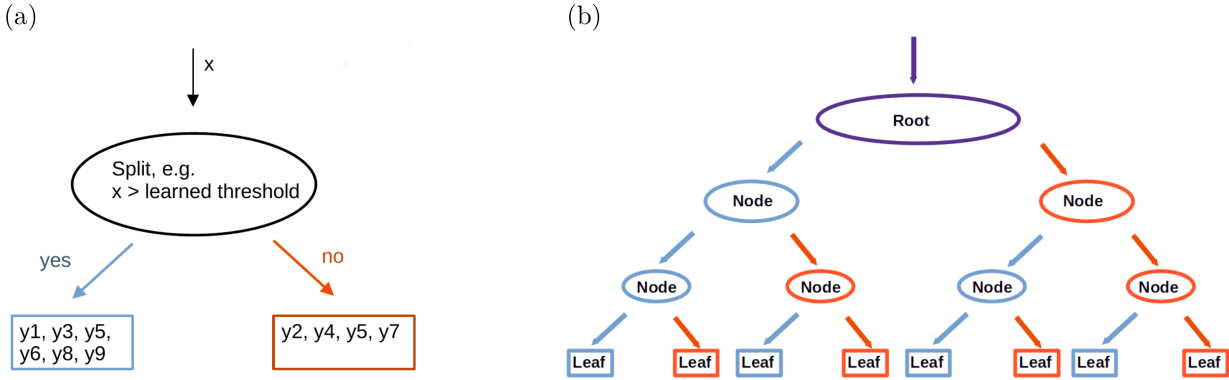 (a)
x
Split, e.g.
x > learned threshold
yes
no
y1, y3, y5,
y6, y8, y9
y2, y4, y5, y7
(b)
Root
Node
Node
Node
Node
Node
Node
Leaf
Leaf
Leaf
Leaf
Leaf
Leaf
Leaf
Leaf